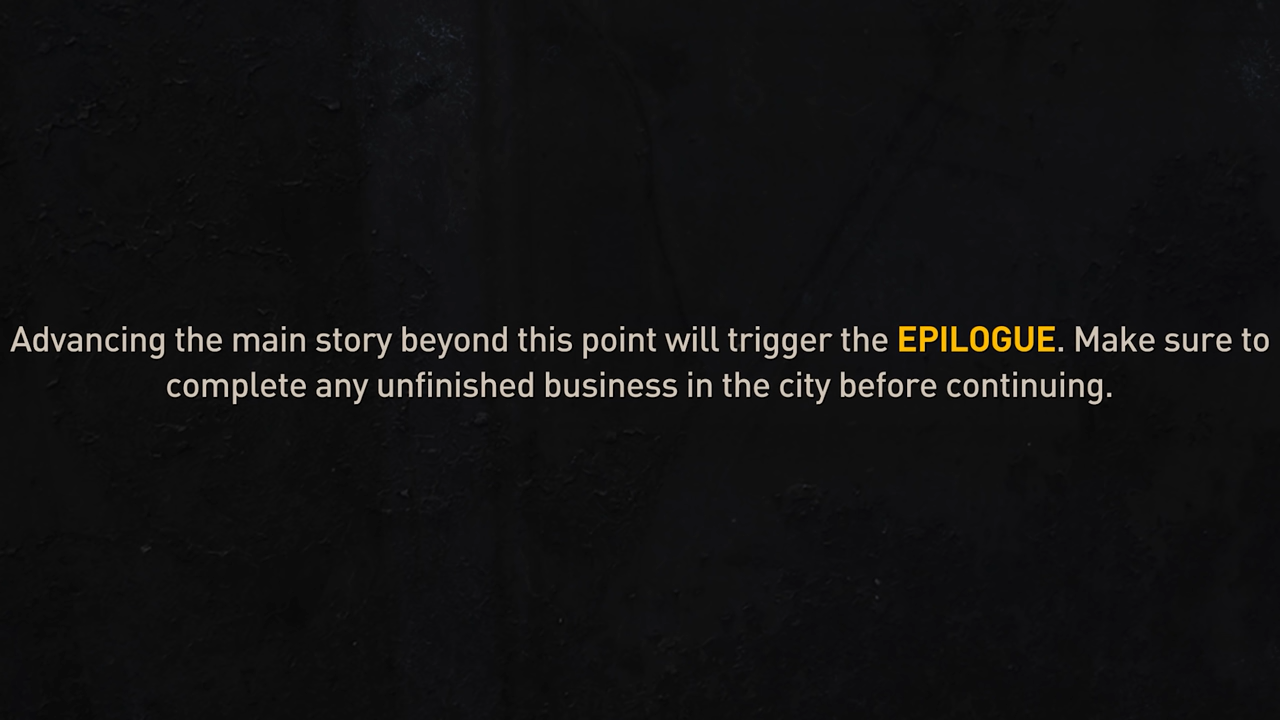 Advancing the main story beyond this point will trigger the EPILOGUE. Make sure to
complete any unfinished business in the city before continuing.